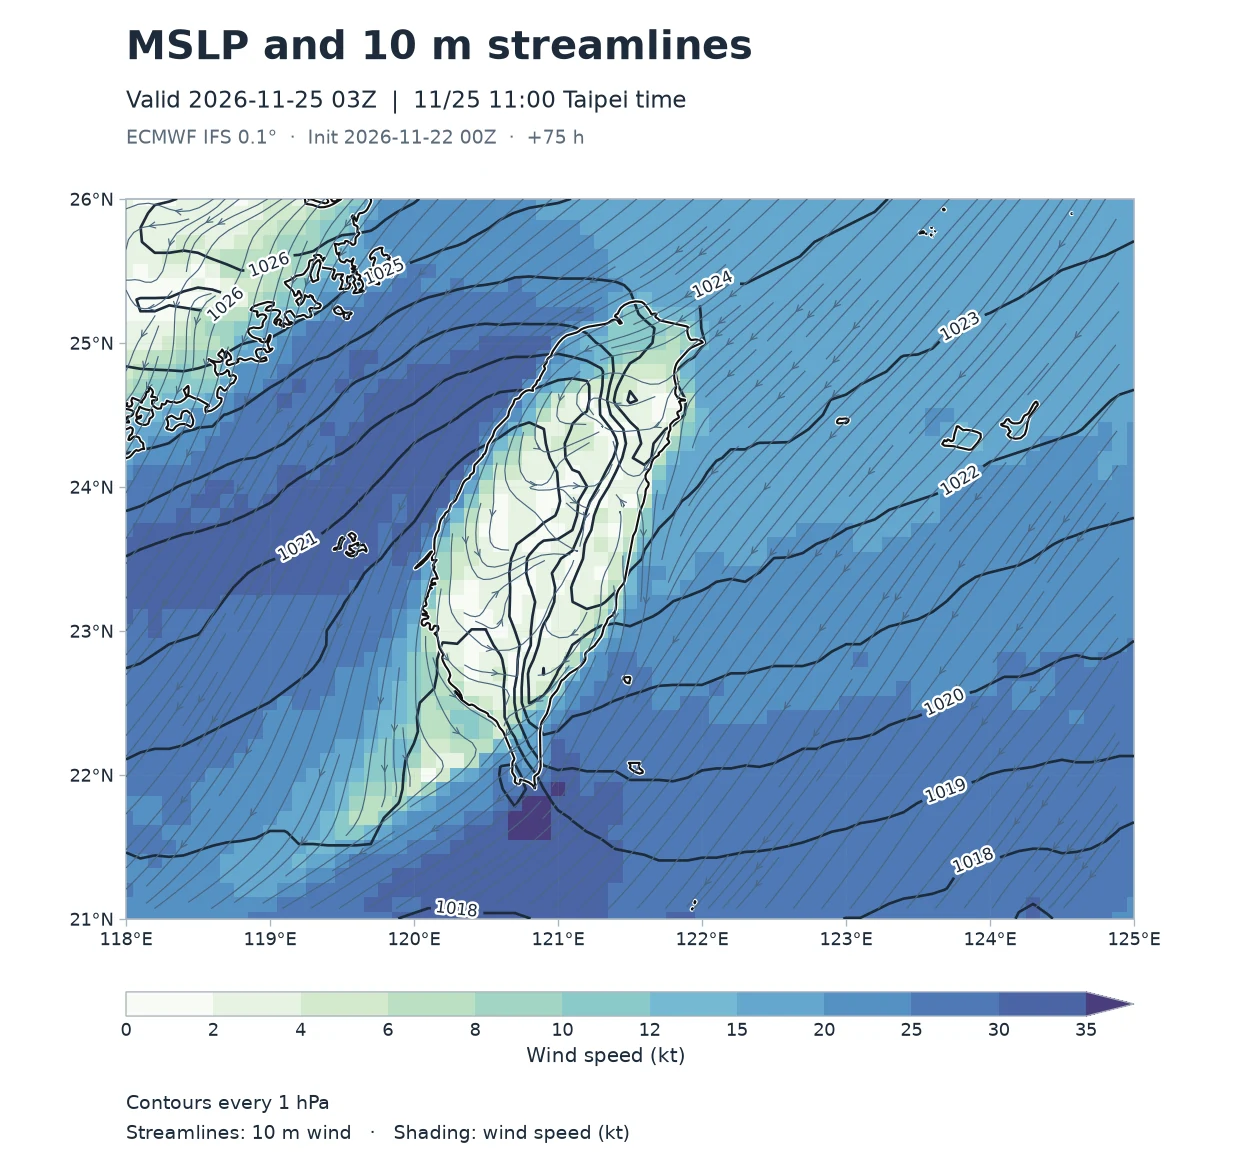 MSLP and 10 m streamlines
Valid 2026-11-25 03Z | 11/25 11:00 Taipei time
ECMWF IFS 0.1° · Init 2026-11-22 00Z · +75 h
26°N
25°N
24°N
23°N
22°N
21°N
1026
1025
1026
1024
1023
1022
1021
1020
1019
1018
1018
118°E 119°E 120°E 121°E 122°E 123°E 124°E 125°E
0 2 4 6 8 10 12 15 20 25 30 35
Wind speed (kt)
Contours every 1 hPa
Streamlines: 10 m wind · Shading: wind speed (kt)